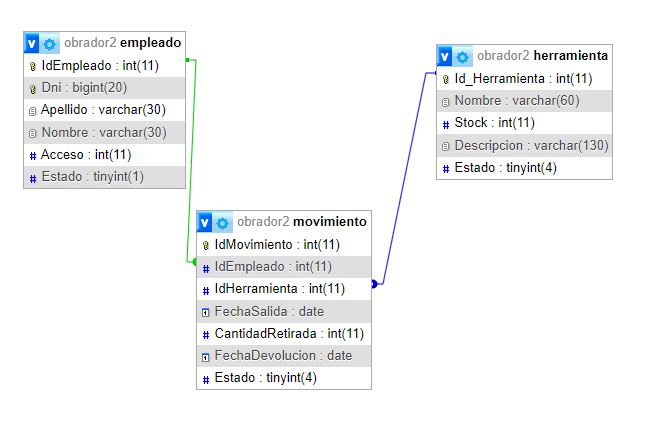 obrador2 empleado
IdEmpleado : int(11)
Dni : bigint(20)
Apellido : varchar(30)
Nombre : varchar(30)
# Acceso : int(11)
# Estado : tinyint(1)
obrador2 herramienta
Id_Herramienta : int(11)
Nombre : varchar(60)
# Stock : int(11)
Descripcion : varchar(130)
# Estado : tinyint(4)
obrador2 movimiento
IdMovimiento : int(11)
# IdEmpleado : int(11)
# IdHerramienta : int(11)
FechaSalida : date
# CantidadRetirada : int(11)
FechaDevolucion : date
# Estado : tinyint(4)